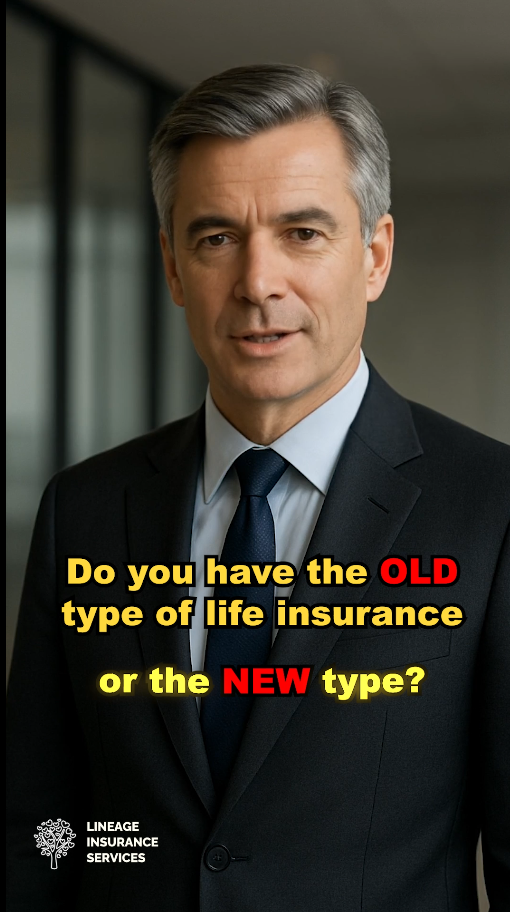 Do you have the OLD
type of life insurance
or the NEW type?
LINEAGE
INSURANCE
SERVICES